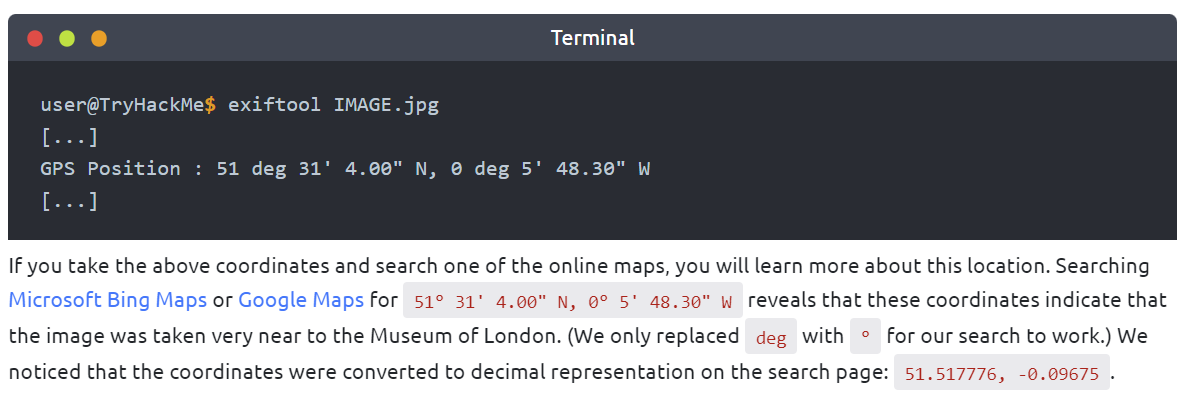 Terminal
user@TryHackMe$ exiftool IMAGE.jpg
[...]
GPS Position : 51 deg 31' 4.00" N, 0 deg 5' 48.30" W
[...]
If you take the above coordinates and search one of the online maps, you will learn more about this location. Searching
Microsoft Bing Maps or Google Maps for 51° 31' 4.00" N, 0° 5' 48.30" W reveals that these coordinates indicate that
the image was taken very near to the Museum of London. (We only replaced deg with ° for our search to work.) We
noticed that the coordinates were converted to decimal representation on the search page: 51.517776, -0.09675.